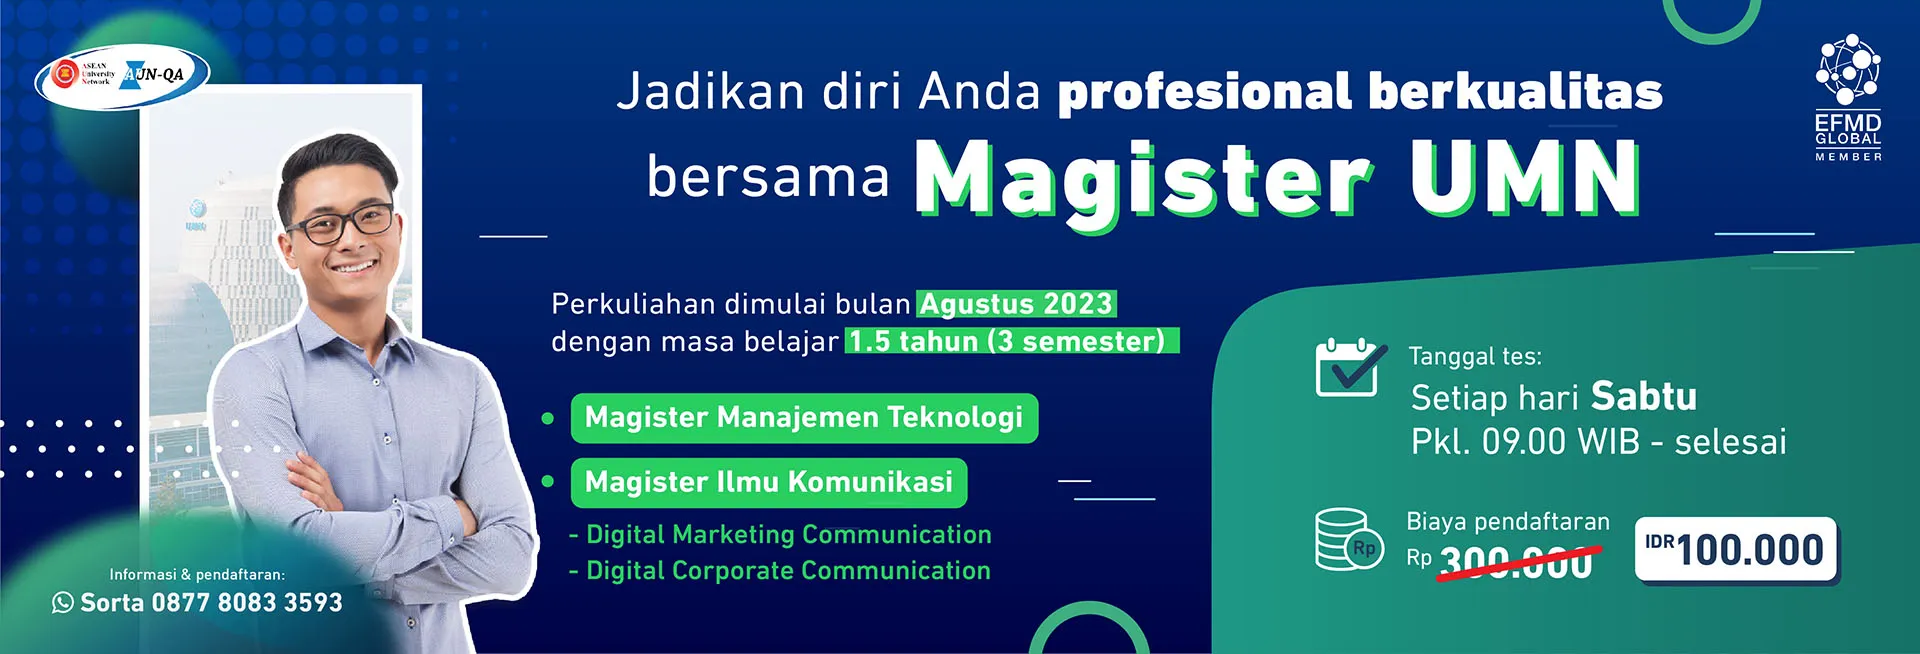 ASEAN
University
Network
AUN-QA
EFMD
GLOBAL
MEMBER
Jadikan diri Anda profesional berkualitas
bersama Magister UMN
Perkuliahan dimulai bulan Agustus 2023
dengan masa belajar 1.5 tahun (3 semester)
• Magister Manajemen Teknologi
• Magister Ilmu Komunikasi
- Digital Marketing Communication
- Digital Corporate Communication
Tanggal tes:
Setiap hari Sabtu
Pkl. 09.00 WIB - selesai
Biaya pendaftaran
Rp
Rp 300.000 IDR 100.000
Informasi & pendaftaran:
Sorta 0877 8083 3593